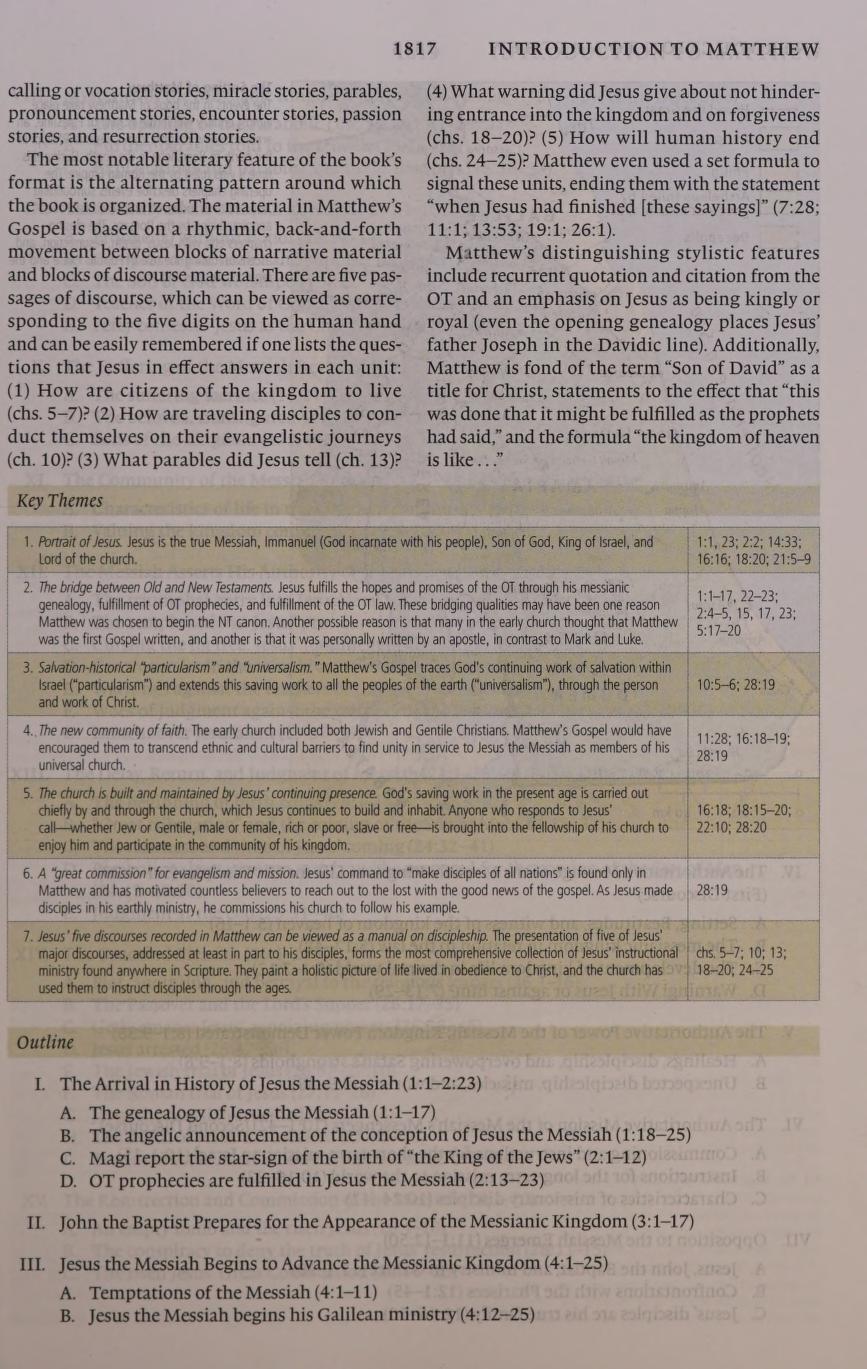 1817 INTRODUCTION TO MATTHEW
calling or vocation stories, miracle stories, parables,
pronouncement stories, encounter stories, passion
stories, and resurrection stories.
The most notable literary feature of the book's
format is the alternating pattern around which
the book is organized. The material in Matthew's
Gospel is based on a rhythmic, back-and-forth
movement between blocks of narrative material
and blocks of discourse material. There are five pas-
sages of discourse, which can be viewed as corre-
sponding to the five digits on the human hand
and can be easily remembered if one lists the ques-
tions that Jesus in effect answers in each unit:
(1) How are citizens of the kingdom to live
(chs. 5–7)? (2) How are traveling disciples to con-
duct themselves on their evangelistic journeys
(ch. 10)? (3) What parables did Jesus tell (ch. 13)?
(4) What warning did Jesus give about not hinder-
ing entrance into the kingdom and on forgiveness
(chs. 18–20)? (5) How will human history end
(chs. 24–25)? Matthew even used a set formula to
signal these units, ending them with the statement
“when Jesus had finished [these sayings]” (7:28;
11:1; 13:53; 19:1; 26:1).
Matthew's distinguishing stylistic features
include recurrent quotation and citation from the
OT and an emphasis on Jesus as being kingly or
royal (even the opening genealogy places Jesus'
father Joseph in the Davidic line). Additionally,
Matthew is fond of the term “Son of David” as a
title for Christ, statements to the effect that “this
was done that it might be fulfilled as the prophets
had said,” and the formula “the kingdom of heaven
is like . . .”
Key Themes
1. Portrait of Jesus. Jesus is the true Messiah, Immanuel (God incarnate with his people), Son of God, King of Israel, and
Lord of the church.
1:1, 23; 2:2; 14:33;
16:16; 18:20; 21:5–9
2. The bridge between Old and New Testaments. Jesus fulfills the hopes and promises of the OT through his messianic
genealogy, fulfillment of OT prophecies, and fulfillment of the OT law. These bridging qualities may have been one reason
Matthew was chosen to begin the NT canon. Another possible reason is that many in the early church thought that Matthew
was the first Gospel written, and another is that it was personally written by an apostle, in contrast to Mark and Luke.
1:1–17, 22–23;
2:4–5, 15, 17, 23;
5:17–20
3. Salvation-historical “particularism” and “universalism.” Matthew's Gospel traces God's continuing work of salvation within
Israel (“particularism”) and extends this saving work to all the peoples of the earth (“universalism”), through the person
and work of Christ.
10:5–6; 28:19
4. The new community of faith. The early church included both Jewish and Gentile Christians. Matthew's Gospel would have
encouraged them to transcend ethnic and cultural barriers to find unity in service to Jesus the Messiah as members of his
universal church.
11:28; 16:18–19;
28:19
5. The church is built and maintained by Jesus' continuing presence. God's saving work in the present age is carried out
chiefly by and through the church, which Jesus continues to build and inhabit. Anyone who responds to Jesus'
call—whether Jew or Gentile, male or female, rich or poor, slave or free—is brought into the fellowship of his church to
enjoy him and participate in the community of his kingdom.
16:18; 18:15–20;
22:10; 28:20
6. A “great commission” for evangelism and mission. Jesus' command to “make disciples of all nations” is found only in
Matthew and has motivated countless believers to reach out to the lost with the good news of the gospel. As Jesus made
disciples in his earthly ministry, he commissions his church to follow his example.
28:19
7. Jesus' five discourses recorded in Matthew can be viewed as a manual on discipleship. The presentation of five of Jesus'
major discourses, addressed at least in part to his disciples, forms the most comprehensive collection of Jesus' instructional
ministry found anywhere in Scripture. They paint a holistic picture of life lived in obedience to Christ, and the church has
used them to instruct disciples through the ages.
chs. 5–7; 10; 13;
18–20; 24–25
Outline
I. The Arrival in History of Jesus the Messiah (1:1–2:23)
A. The genealogy of Jesus the Messiah (1:1–17)
B. The angelic announcement of the conception of Jesus the Messiah (1:18–25)
C. Magi report the star-sign of the birth of “the King of the Jews” (2:1–12)
D. OT prophecies are fulfilled in Jesus the Messiah (2:13–23)
II. John the Baptist Prepares for the Appearance of the Messianic Kingdom (3:1–17)
III. Jesus the Messiah Begins to Advance the Messianic Kingdom (4:1–25)
A. Temptations of the Messiah (4:1–11)
B. Jesus the Messiah begins his Galilean ministry (4:12–25)